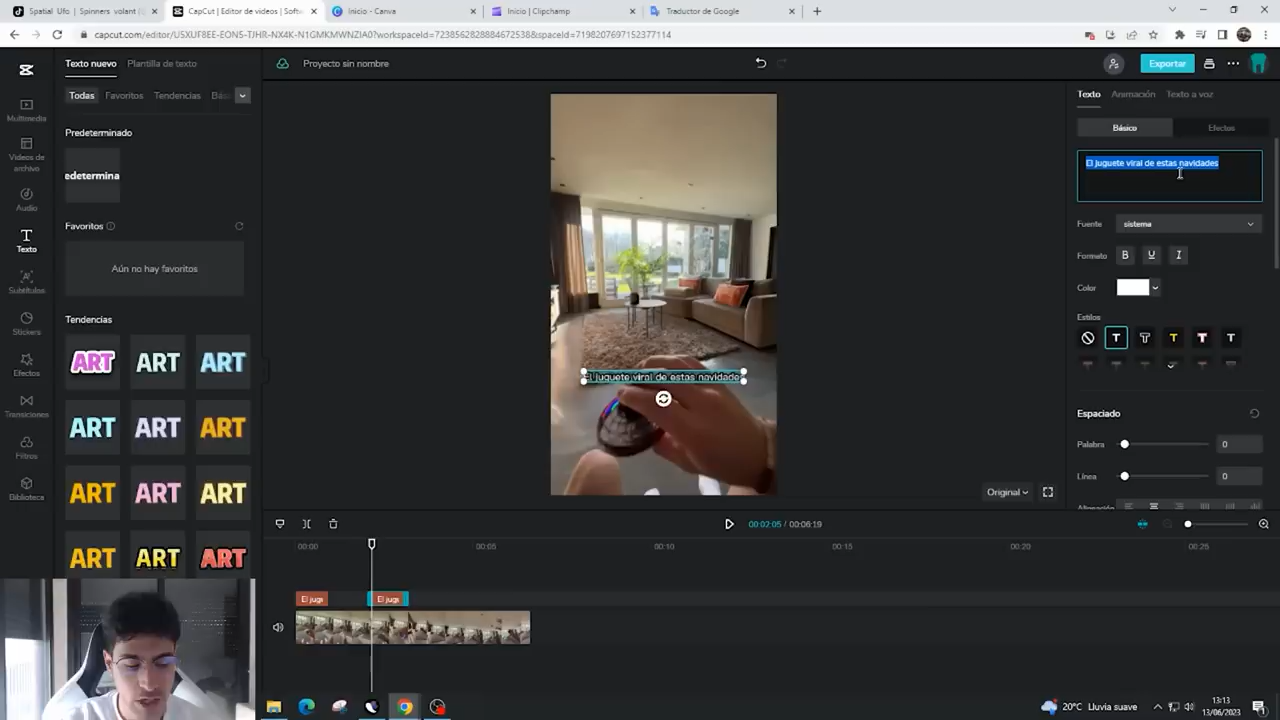 Spatial Ufo | Spinners volant (
CapCut | Editor de vídeos | Softw
Inicio - Canva
Inicio | Clipchamp
Traductor de Google
capcut.com/editor/U5XUF8EE-EON5-TJHR-NX4K-N1GMKMWNZIA0?workspaceId=7238562828884672538&spaceId=7198207697152377114
Texto nuevo
Plantilla de texto
Proyecto sin nombre
Exportar
Texto
Animación
Texto a voz
Todas
Favoritos
Tendencias
Bás
Básico
Efectos
Multimedia
Vídeos de archivo
Audio
Texto
Subtítulos
Stickers
Efectos
Transiciones
Filtros
Biblioteca
Predeterminado
edetermina
Favoritos
Aún no hay favoritos
Tendencias
ART ART ART
ART ART ART
ART ART ART
ART ART ART
El juguete viral de estas navidades
El juguete viral de estas navidades
Fuente
sistema
Formato
B U I
Color
Estilos
T T T T T
Espaciado
Palabra
0
Línea
0
Alineación
Original
00:02:05 / 00:06:19
00:00
00:05
00:10
00:15
00:20
00:25
El jugu
El jugu
20°C Lluvia suave
13:13
13/06/2023